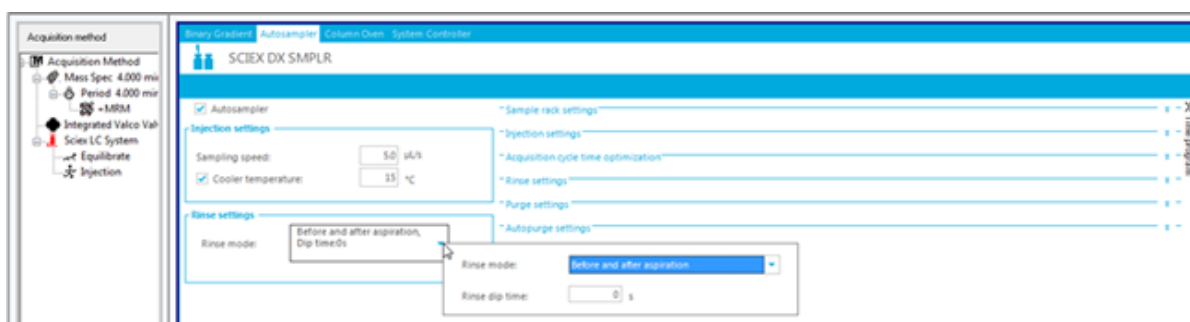 Acquisition method
Acquisition Method
Mass Spec 4.000 min
Period 4.000 min
+MRM
Integrated Valco Val
Sciex LC System
Equilibrate
Injection
Binary Gradient Autosampler Column Oven System Controller
SCIEX DX SMPLR
Autosampler
Injection settings
Sampling speed: 5.0 µL/s
Cooler temperature: 15 °C
Rinse settings
Rinse mode: Before and after aspiration,
Dip time:0s
Sample rack settings
Injection settings
Acquisition cycle time optimization
Rinse settings
Purge settings
Autopurge settings
Rinse mode: Before and after aspiration
Rinse dip time: 0 s
Time program